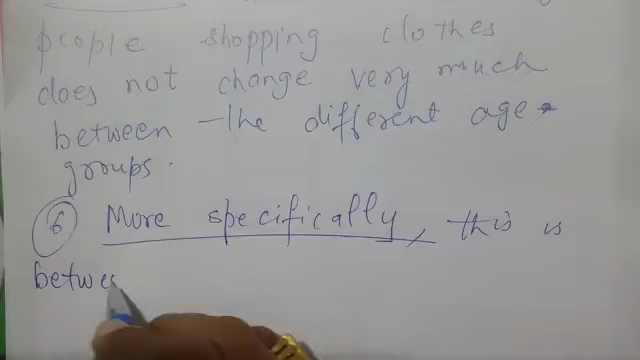 people shopping clothes
does not change very much
between the different age
groups.
6 More specifically, this is
betwe